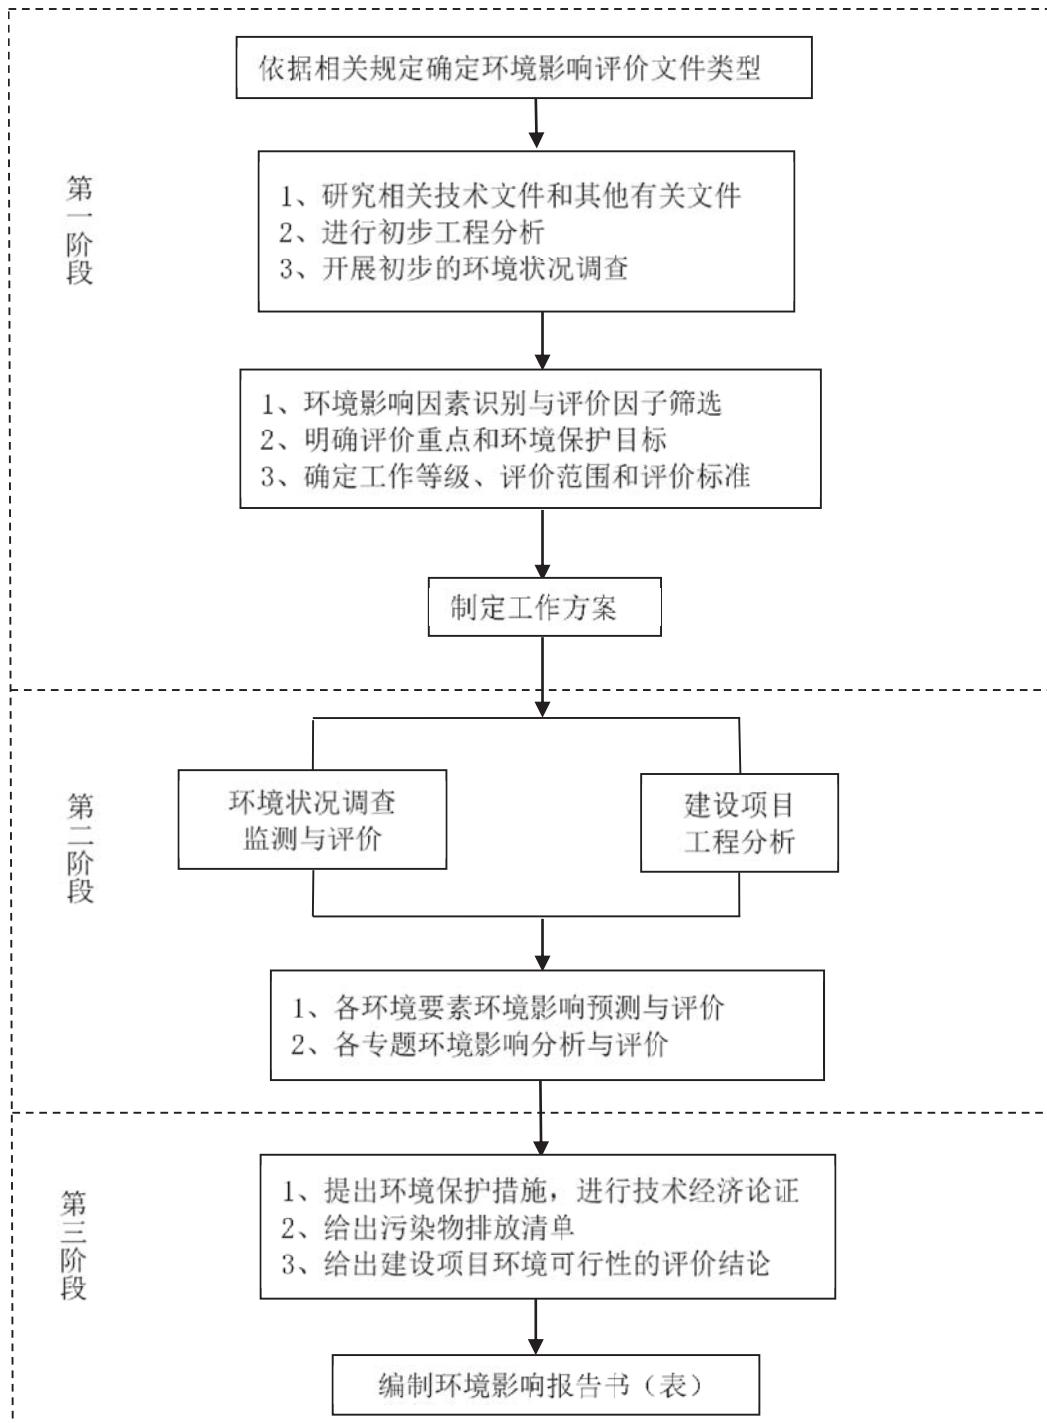 依据相关规定确定环境影响评价文件类型
第一阶段
1、研究相关技术文件和其他有关文件
2、进行初步工程分析
3、开展初步的环境状况调查
1、环境影响因素识别与评价因子筛选
2、明确评价重点和环境保护目标
3、确定工作等级、评价范围和评价标准
制定工作方案
第二阶段
环境状况调查
监测与评价
建设项目
工程分析
1、各环境要素环境影响预测与评价
2、各专题环境影响分析与评价
第三阶段
1、提出环境保护措施，进行技术经济论证
2、给出污染物排放清单
3、给出建设项目环境可行性的评价结论
编制环境影响报告书（表）